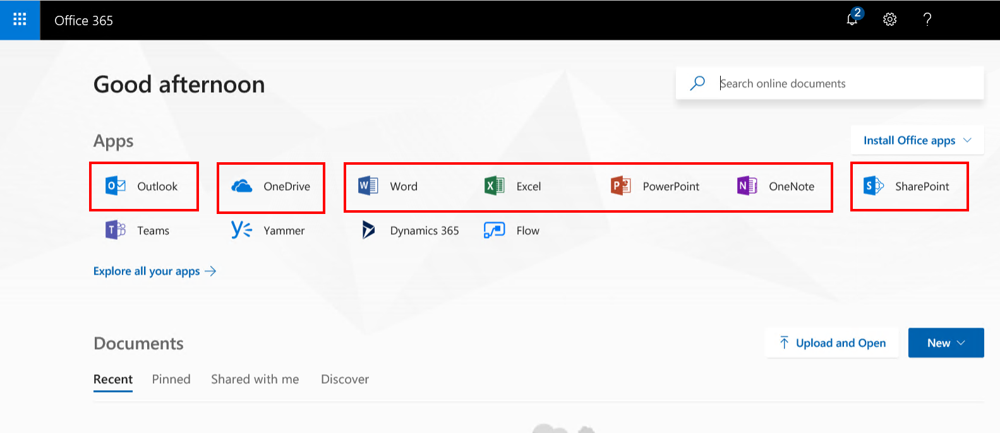 Office 365
2
?
Good afternoon
Search online documents
Apps
Install Office apps
Outlook
OneDrive
Word
Excel
PowerPoint
OneNote
SharePoint
Teams
Yammer
Dynamics 365
Flow
Explore all your apps →
Documents
Upload and Open
New
Recent
Pinned
Shared with me
Discover